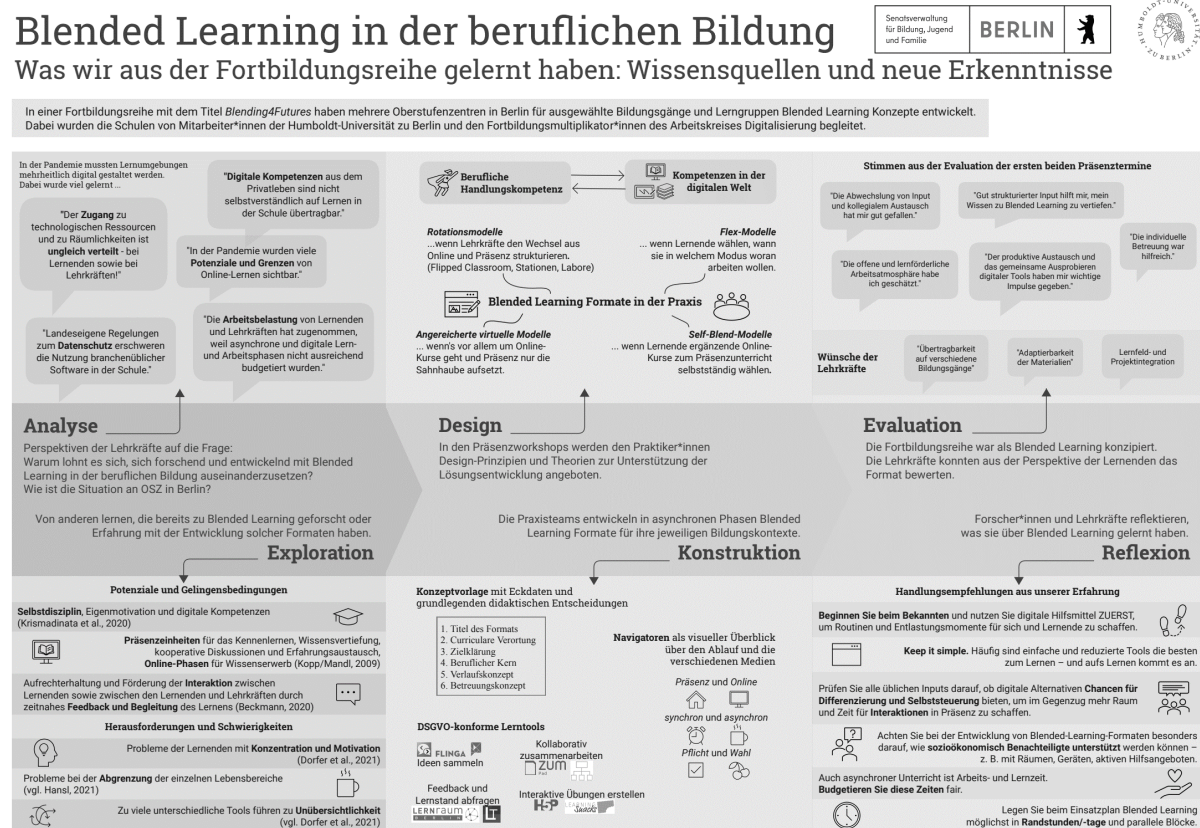 Blended Learning in der beruflichen Bildung
Senatsverwaltung
für Bildung, Jugend
und Familie
BERLIN
HUMBOLDT-UNIVERSITÄT
ZU BERLIN
Was wir aus der Fortbildungsreihe gelernt haben: Wissensquellen und neue Erkenntnisse
In einer Fortbildungsreihe mit dem Titel Blending4Futures haben mehrere Oberstufenzentren in Berlin für ausgewählte Bildungsgänge und Lerngruppen Blended Learning Konzepte entwickelt.
Dabei wurden die Schulen von Mitarbeiter*innen der Humboldt-Universität zu Berlin und den Fortbildungsmultiplikator*innen des Arbeitskreises Digitalisierung begleitet.
In der Pandemie mussten Lernumgebungen
mehrheitlich digital gestaltet werden.
Dabei wurde viel gelernt ...
"Digitale Kompetenzen aus dem
Privatleben sind nicht
selbstverständlich auf Lernen in
der Schule übertragbar."
"Der Zugang zu
technologischen Ressourcen
und zu Räumlichkeiten ist
ungleich verteilt - bei
Lernenden sowie bei
Lehrkräften!"
"In der Pandemie wurden viele
Potenziale und Grenzen von
Online-Lernen sichtbar."
"Landeseigene Regelungen
zum Datenschutz erschweren
die Nutzung branchenüblicher
Software in der Schule."
"Die Arbeitsbelastung von Lernenden
und Lehrkräften hat zugenommen,
weil asynchrone und digitale Lern-
und Arbeitsphasen nicht ausreichend
budgetiert wurden."
Berufliche
Handlungskompetenz
Kompetenzen in der
digitalen Welt
Rotationsmodelle
...wenn Lehrkräfte den Wechsel aus
Online und Präsenz strukturieren.
(Flipped Classroom, Stationen, Labore)
Flex-Modelle
... wenn Lernende wählen, wann
sie in welchem Modus woran
arbeiten wollen.
Blended Learning Formate in der Praxis
Angereicherte virtuelle Modelle
... wenn's vor allem um Online-
Kurse geht und Präsenz nur die
Sahnhaube aufsetzt.
Self-Blend-Modelle
... wenn Lernende ergänzende Online-
Kurse zum Präsenzunterricht
selbstständig wählen.
Stimmen aus der Evaluation der ersten beiden Präsenztermine
"Die Abwechslung von Input
und kollegialem Austausch
hat mir gut gefallen."
"Gut strukturierter Input hilft mir, mein
Wissen zu Blended Learning zu vertiefen."
"Die individuelle
Betreuung war
hilfreich."
"Die offene und lernförderliche
Arbeitsatmosphäre habe
ich geschätzt."
"Der produktive Austausch und
das gemeinsame Ausprobieren
digitaler Tools haben mir wichtige
Impulse gegeben."
Wünsche der
Lehrkräfte
"Übertragbarkeit
auf verschiedene
Bildungsgänge"
"Adaptierbarkeit
der Materialien"
Lernfeld- und
Projektintegration
Analyse
Perspektiven der Lehrkräfte auf die Frage:
Warum lohnt es sich, sich forschend und entwickelnd mit Blended
Learning in der beruflichen Bildung auseinanderzusetzen?
Wie ist die Situation an OSZ in Berlin?
Von anderen lernen, die bereits zu Blended Learning geforscht oder
Erfahrung mit der Entwicklung solcher Formaten haben.
Exploration
Design
In den Präsenzworkshops werden den Praktiker*innen
Design-Prinzipien und Theorien zur Unterstützung der
Lösungsentwicklung angeboten.
Die Praxisteams entwickeln in asynchronen Phasen Blended
Learning Formate für ihre jeweiligen Bildungskontexte.
Konstruktion
Evaluation
Die Fortbildungsreihe war als Blended Learning konzipiert.
Die Lehrkräfte konnten aus der Perspektive der Lernenden das
Format bewerten.
Forscher*innen und Lehrkräfte reflektieren,
was sie über Blended Learning gelernt haben.
Reflexion
Potenziale und Gelingensbedingungen
Selbstdisziplin, Eigenmotivation und digitale Kompetenzen
(Krismadinata et al., 2020)
Präsenzeinheiten für das Kennenlernen, Wissensvertiefung,
kooperative Diskussionen und Erfahrungsaustausch,
Online-Phasen für Wissenserwerb (Kopp/Mandl, 2009)
Aufrechterhaltung und Förderung der Interaktion zwischen
Lernenden sowie zwischen den Lernenden und Lehrkräften durch
zeitnahes Feedback und Begleitung des Lernens (Beckmann, 2020)
Herausforderungen und Schwierigkeiten
Probleme der Lernenden mit Konzentration und Motivation
(Dorfer et al., 2021)
Probleme bei der Abgrenzung der einzelnen Lebensbereiche
(vgl. Hansl, 2021)
Zu viele unterschiedliche Tools führen zu Unübersichtlichkeit
(vgl. Dorfer et al., 2021)
Konzeptvorlage mit Eckdaten und
grundlegenden didaktischen Entscheidungen
1. Titel des Formats
2. Curriculare Verortung
3. Zielklärung
4. Beruflicher Kern
5. Verlaufskonzept
6. Betreuungskonzept
Navigatoren als visueller Überblick
über den Ablauf und die
verschiedenen Medien
Präsenz und Online
synchron und asynchron
Pflicht und Wahl
DSGVO-konforme Lerntools
FLINGA
Ideen sammeln
Kollaborativ
zusammenarbeiten
ZUM
Pad
Feedback und
Lernstand abfragen
LERNraum
BERLIN
LT
Interaktive Übungen erstellen
H5P
LEARNING
Snacks
Handlungsempfehlungen aus unserer Erfahrung
Beginnen Sie beim Bekannten und nutzen Sie digitale Hilfsmittel ZUERST,
um Routinen und Entlastungsmomente für sich und Lernende zu schaffen.
Keep it simple. Häufig sind einfache und reduzierte Tools die besten
zum Lernen – und aufs Lernen kommt es an.
Prüfen Sie alle üblichen Inputs darauf, ob digitale Alternativen Chancen für
Differenzierung und Selbststeuerung bieten, um im Gegenzug mehr Raum
und Zeit für Interaktionen in Präsenz zu schaffen.
Achten Sie bei der Entwicklung von Blended-Learning-Formaten besonders
darauf, wie sozioökonomisch Benachteiligte unterstützt werden können –
z. B. mit Räumen, Geräten, aktiven Hilfsangeboten.
Auch asynchroner Unterricht ist Arbeits- und Lernzeit.
Budgetieren Sie diese Zeiten fair.
Legen Sie beim Einsatzplan Blended Learning
möglichst in Randstunden/-tage und parallele Blöcke.